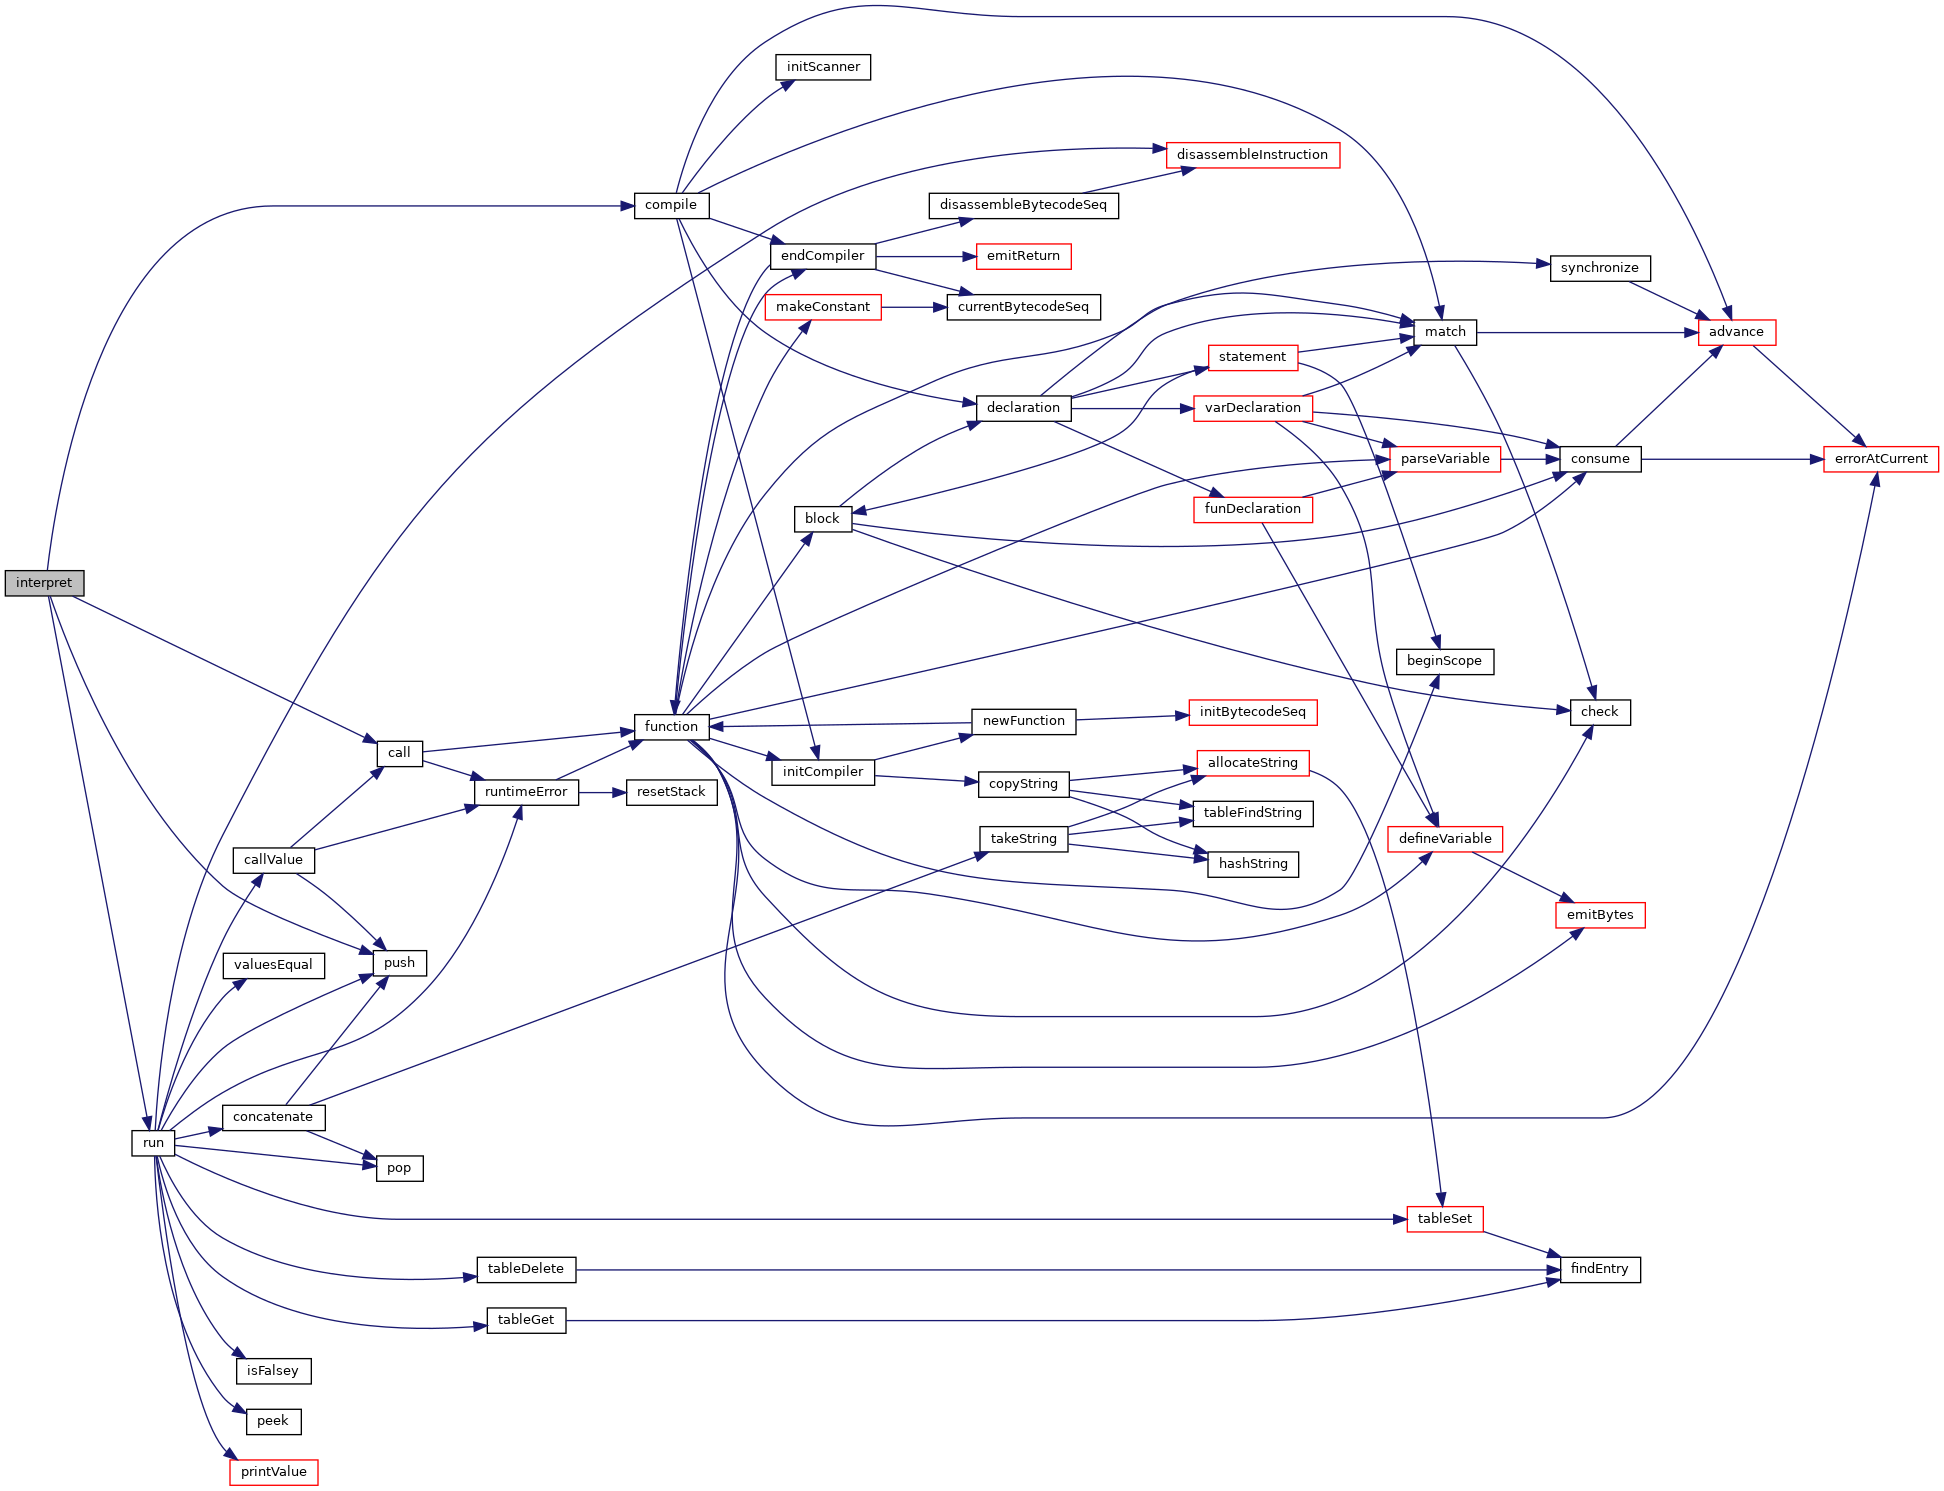 initScanner
disassembleInstruction
compile
disassembleBytecodeSeq
endCompiler
emitReturn
synchronize
makeConstant
currentBytecodeSeq
match
advance
statement
declaration
varDeclaration
parseVariable
consume
errorAtCurrent
funDeclaration
block
interpret
beginScope
check
initBytecodeSeq
newFunction
function
call
allocateString
initCompiler
copyString
runtimeError
resetStack
tableFindString
takeString
defineVariable
callValue
hashString
emitBytes
push
valuesEqual
concatenate
run
pop
tableSet
tableDelete
findEntry
tableGet
isFalsey
peek
printValue